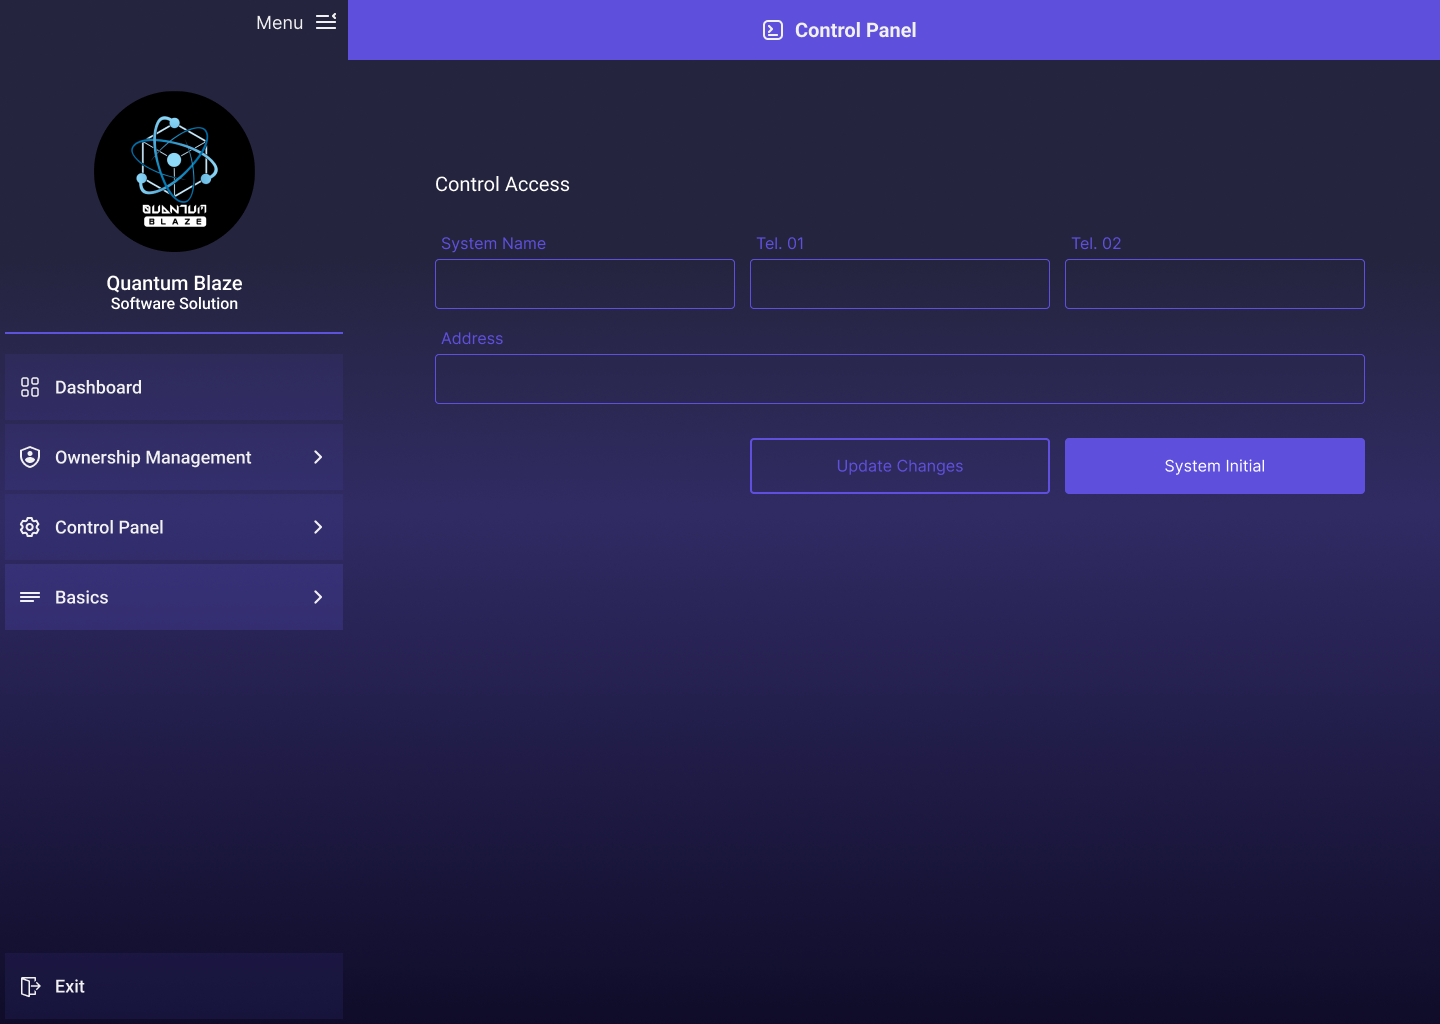 Menu
Control Panel
QUANTUM
BLAZE
Quantum Blaze
Software Solution
Dashboard
Ownership Management
Control Panel
Basics
Exit
Control Access
System Name
Tel. 01
Tel. 02
Address
Update Changes
System Initial